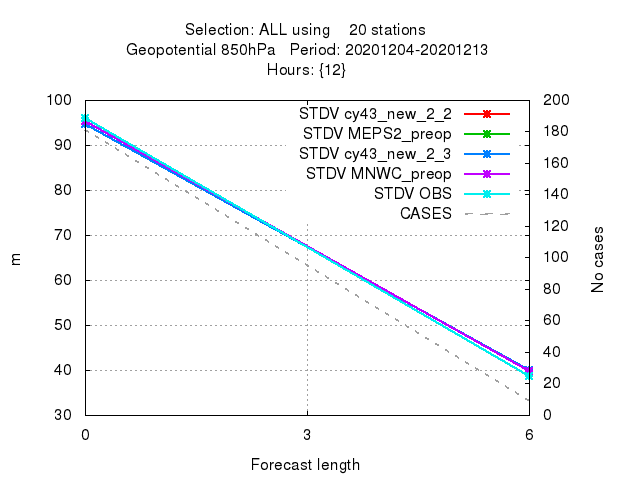 Selection: ALL using    20 stations
Geopotential 850hPa   Period: 20201204-20201213
Hours: {12}
100 200
STDV cy43_new_2_2
90 180
STDV MEPS2_preop
STDV cy43_new_2_3
160
80 140
STDV MNWC_preop
STDV OBS
CASES
70 120
60 100
50 80
60
40 40
20
30 0
m
No cases
0 3 6
Forecast length